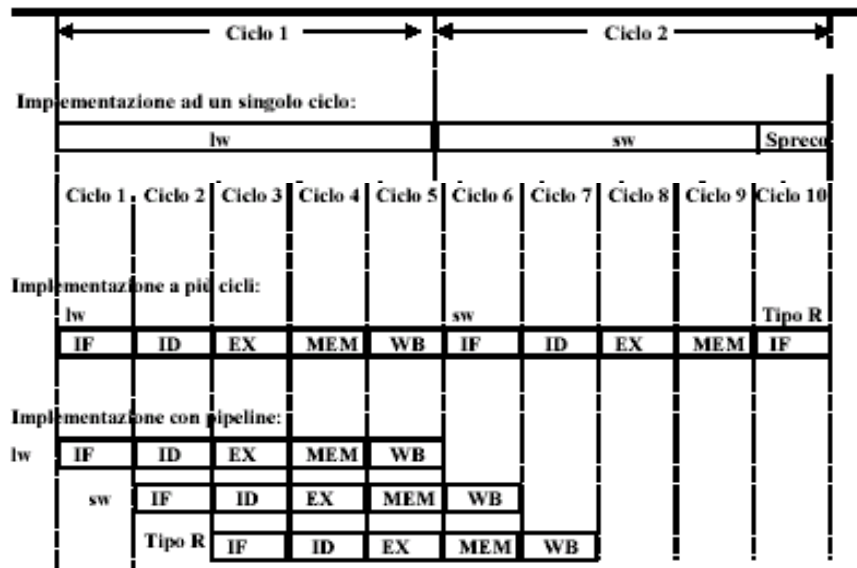 Ciclo 1 Ciclo 2
Implementazione ad un singolo ciclo:
lw sw Spreco
Ciclo 1 Ciclo 2 Ciclo 3 Ciclo 4 Ciclo 5 Ciclo 6 Ciclo 7 Ciclo 8 Ciclo 9 Ciclo 10
Implementazione a più cicli:
lw sw Tipo R
IF ID EX MEM WB IF ID EX MEM IF
Implementazione con pipeline:
lw IF ID EX MEM WB
sw IF ID EX MEM WB
Tipo R IF ID EX MEM WB